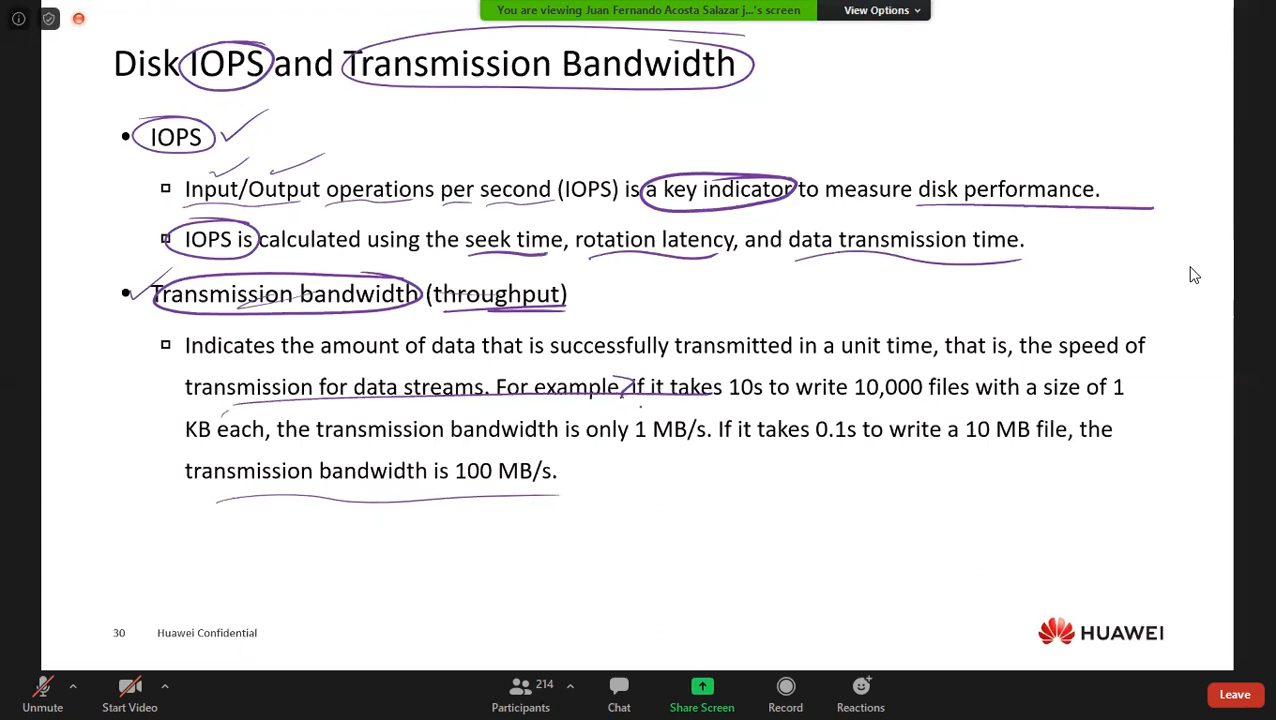 You are viewing Juan Fernando Acosta Salazar j...'s screen
View Options
Disk IOPS and Transmission Bandwidth
• IOPS
Input/Output operations per second (IOPS) is a key indicator to measure disk performance.
IOPS is calculated using the seek time, rotation latency, and data transmission time.
• Transmission bandwidth (throughput)
Indicates the amount of data that is successfully transmitted in a unit time, that is, the speed of
transmission for data streams. For example, if it takes 10s to write 10,000 files with a size of 1
KB each, the transmission bandwidth is only 1 MB/s. If it takes 0.1s to write a 10 MB file, the
transmission bandwidth is 100 MB/s.
30 Huawei Confidential
HUAWEI
Unmute
Start Video
214
Participants
Chat
Share Screen
Record
Reactions
Leave